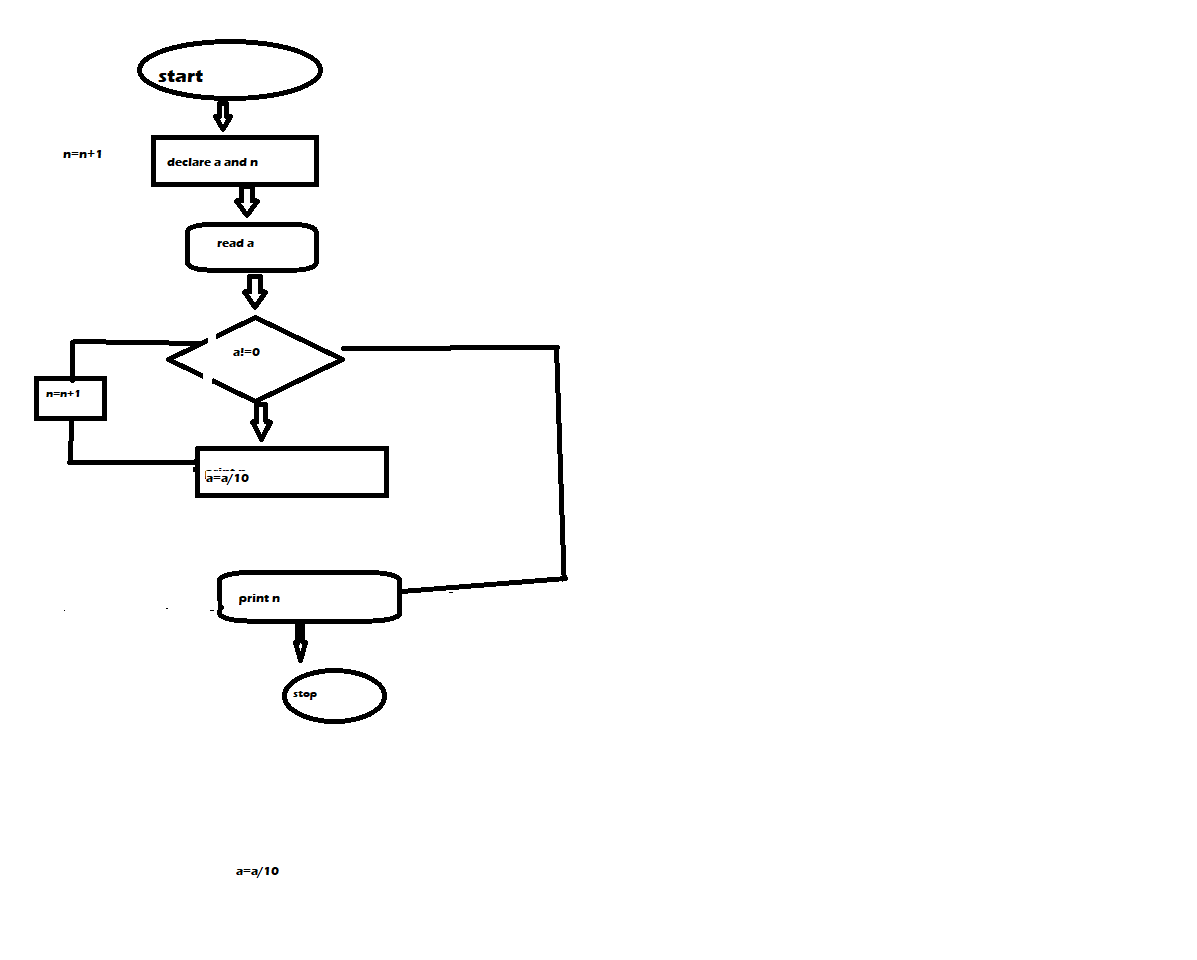 start
n=n+1
declare a and n
read a
a!=0
n=n+1
a=a/10
print n
stop
a=a/10